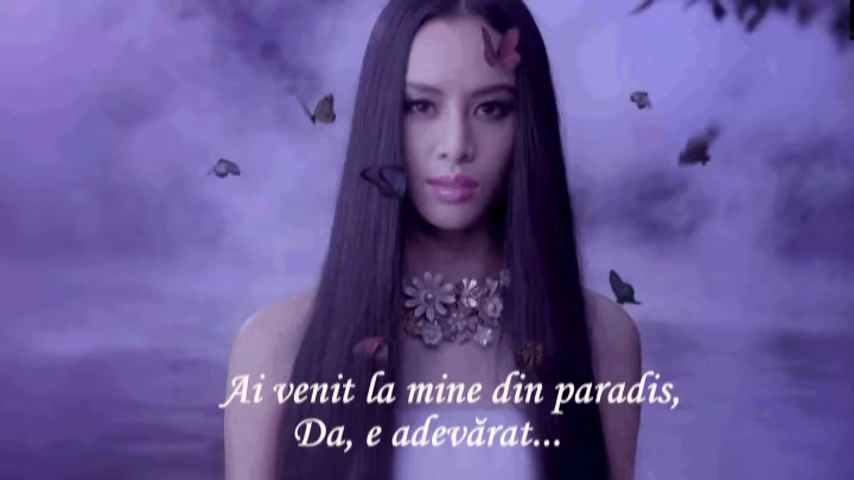 Ai venit la mine din paradis,
Da, e adevărat...